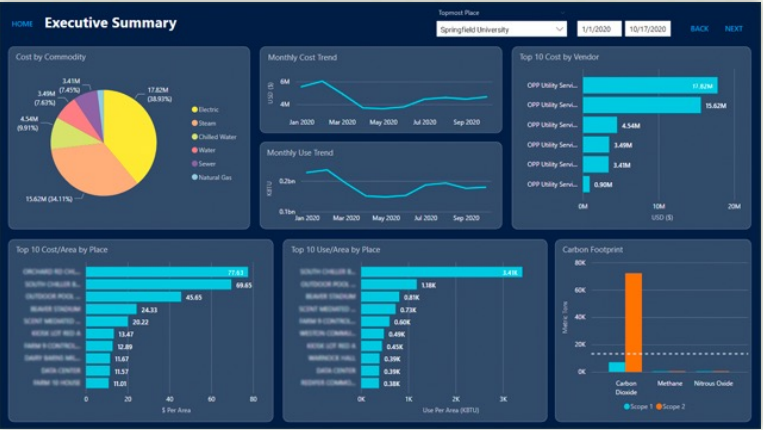 HOME Executive Summary
Topmost Place
Springfield University
1/1/2020 10/17/2020 BACK NEXT
Cost by Commodity
3.41M
(7.45%)
3.49M
(7.63%)
4.54M
(9.91%)
17.82M
(38.93%)
15.62M (34.11%)
Electric
Steam
Chilled Water
Water
Sewer
Natural Gas
Monthly Cost Trend
USD ($)
6M
4M
Jan 2020 Mar 2020 May 2020 Jul 2020 Sep 2020
Monthly Use Trend
KBTU
0.2bn
0.1bn
Jan 2020 Mar 2020 May 2020 Jul 2020 Sep 2020
Top 10 Cost by Vendor
OPP Utility Servi... 17.82M
OPP Utility Servi... 15.62M
OPP Utility Servi... 4.54M
OPP Utility Servi... 3.49M
OPP Utility Servi... 3.41M
OPP Utility Servi... 0.90M
0M 10M 20M
USD ($)
Top 10 Cost/Area by Place
77.63
69.65
45.65
24.33
20.22
13.47
12.89
11.67
11.57
11.01
0 20 40 60 80
$ Per Area
Top 10 Use/Area by Place
3.41K
1.18K
0.81K
0.73K
0.60K
0.49K
0.45K
0.39K
0.39K
0.38K
0K 1K 2K 3K
Use Per Area (KBTU)
Carbon Footprint
Metric Tons
80K
60K
40K
20K
0K
Carbon
Dioxide
Methane
Nitrous Oxide
Scope 1 Scope 2